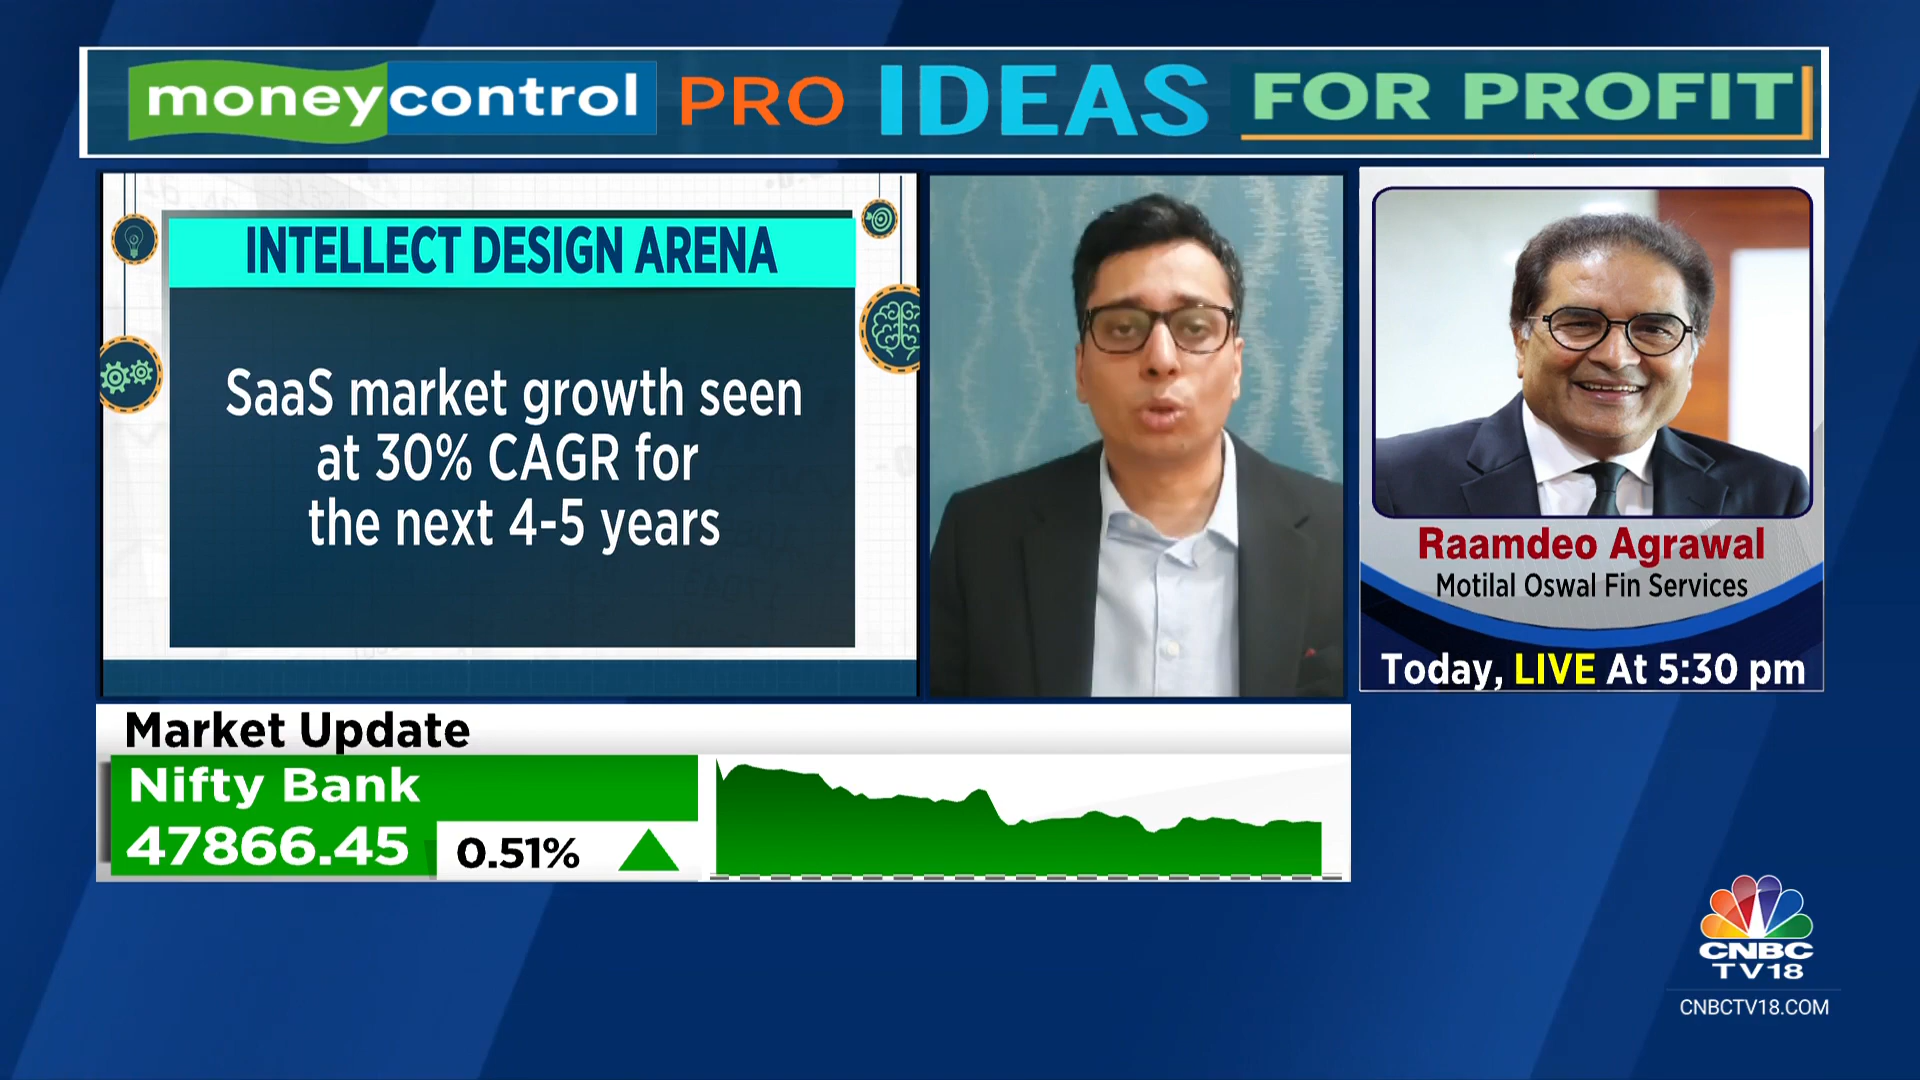 moneycontrol PRO IDEAS FOR PROFIT
INTELLECT DESIGN ARENA
SaaS market growth seen
at 30% CAGR for
the next 4-5 years
Raamdeo Agrawal
Motilal Oswal Fin Services
Today, LIVE At 5:30 pm
Market Update
Nifty Bank
47866.45
0.51%
CNBC
TV18
CNBCTV18.COM